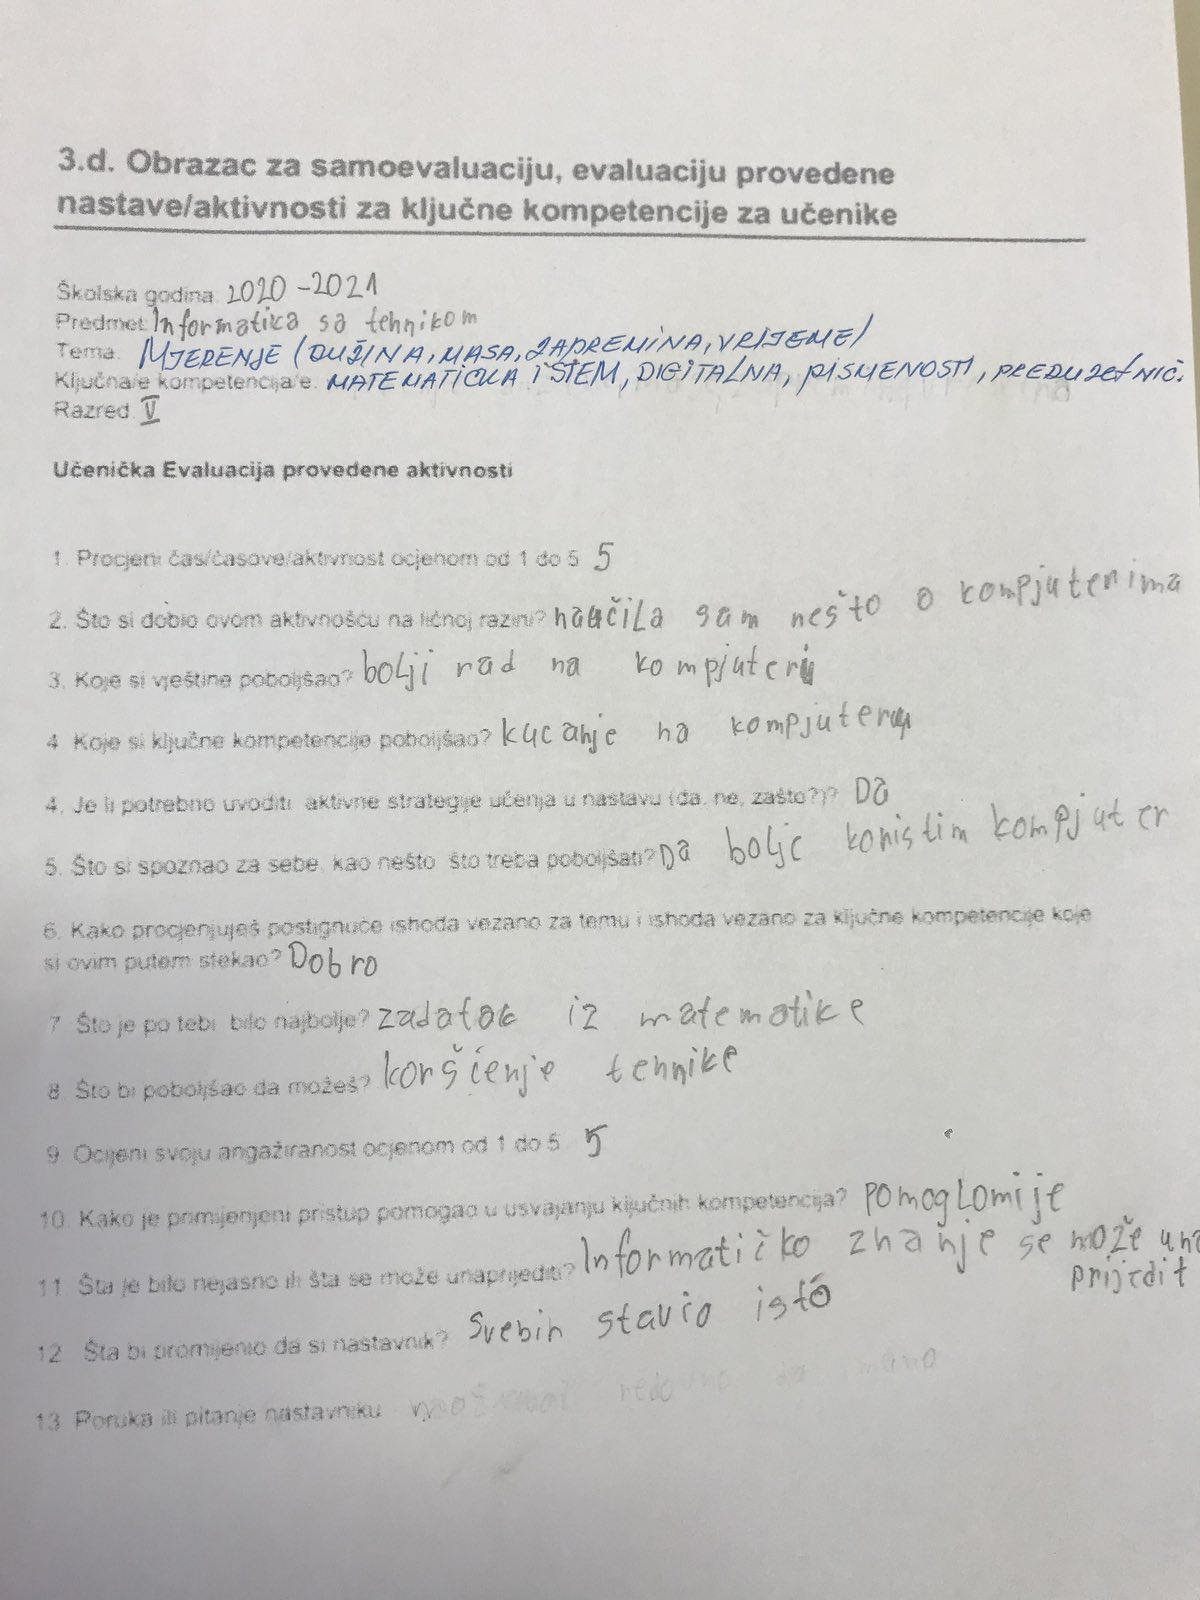 3.d. Obrazac za samoevaluaciju, evaluaciju provedene
nastave/aktivnosti za ključne kompetencije za učenike
Školska godina: 2020-2021
Predmet: Informatika sa tehnikom
Tema: MJERENJE (DUŽINA, MASA, ZAPREMINA, VRIJEME)
Ključna/e kompetencija/e: MATEMATIČKA I STEM, DIGITALNA, PISMENOSTI, PREDUZETNIČ.
Razred: V
Učenička Evaluacija provedene aktivnosti
1. Procjeni čas/časove/aktivnost ocjenom od 1 do 5 5
2. Što si dobio ovom aktivnošću na ličnoj razini? naučila sam nešto o kompjuterima
3. Koje si vještine poboljšao? bolji rad na kompjuteru
4 Koje si ključne kompetencije poboljšao? kucanje na kompjuteru
4. Je li potrebno uvoditi aktivne strategije učenja u nastavu (da, ne, zašto?)? Da
5. Što si spoznao za sebe, kao nešto što treba poboljšati? Da bolje koristim kompjuter
6. Kako procjenjuješ postignuće ishoda vezano za temu i ishoda vezano za ključne kompetencije koje
si ovim putem stekao? Dobro
7 Što je po tebi bilo najbolje? zadatak iz matematike
8. Što bi poboljšao da možeš? koršćenje tehnike
9. Ocijeni svoju angažiranost ocjenom od 1 do 5 5
10. Kako je primijenjeni pristup pomogao u usvajanju ključnih kompetencija? pomoglomi je
11 Šta je bilo nejasno ili šta se može unaprijediti? Informatičko znanje se može una
prijedit
12 Šta bi promijenio da si nastavnik? Svebih stavio isto
13 Poruka ili pitanje nastavniku